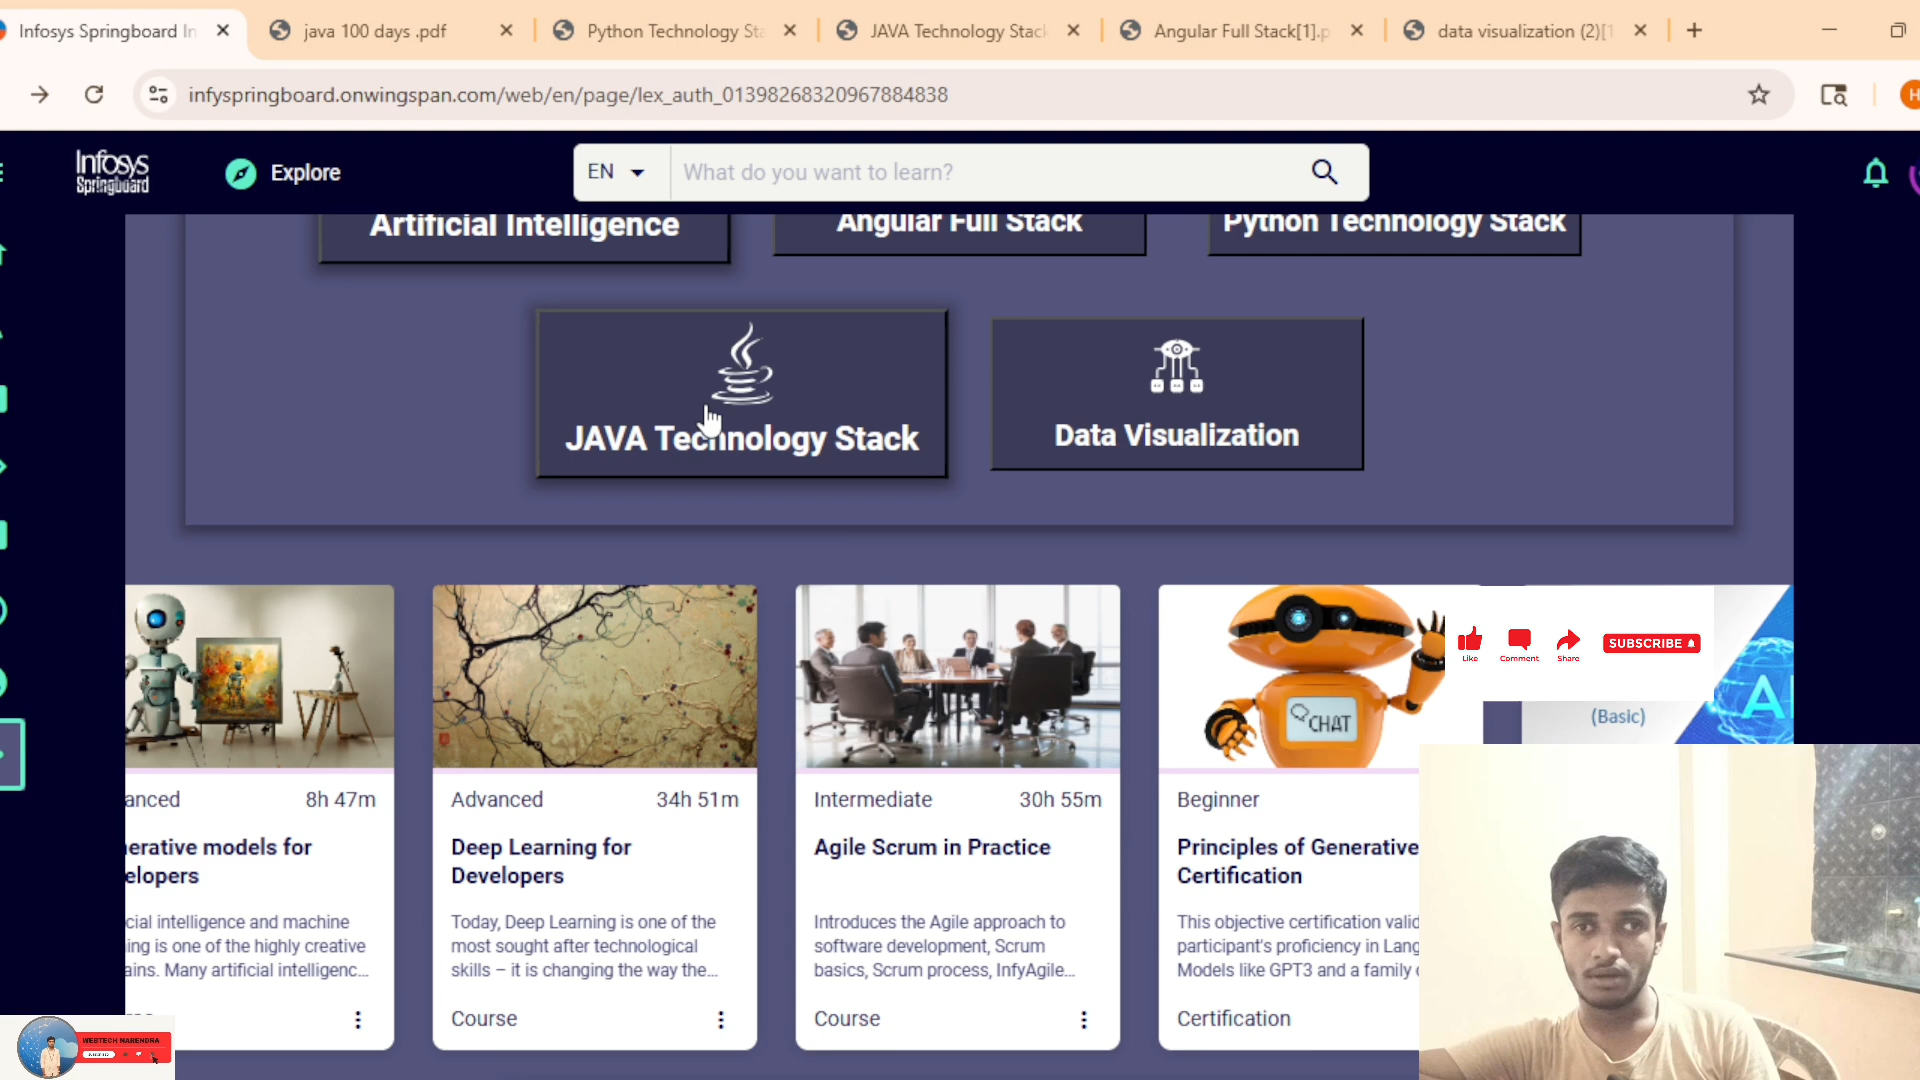 Infosys Springboard In
java 100 days .pdf
Python Technology Sta
JAVA Technology Stack
Angular Full Stack[1].p
data visualization (2)[1
infyspringboard.onwingspan.com/web/en/page/lex_auth_01398268320967884838
H
Infosys
Springboard
Explore
EN
What do you want to learn?
Artificial Intelligence
Angular Full Stack
Python Technology Stack
JAVA Technology Stack
Data Visualization
CHAT
Like
Comment
Share
SUBSCRIBE
(Basic)
AI
anced
8h 47m
Advanced
34h 51m
Intermediate
30h 55m
Beginner
erative models for
elopers
Deep Learning for
Developers
Agile Scrum in Practice
Principles of Generative
Certification
cial intelligence and machine
ing is one of the highly creative
ains. Many artificial intelligenc...
Today, Deep Learning is one of the
most sought after technological
skills – it is changing the way the...
Introduces the Agile approach to
software development, Scrum
basics, Scrum process, InfyAgile...
This objective certification valid
participant's proficiency in Lang
Models like GPT3 and a family
Course
Course
Certification
WEBTECH NARENDRA